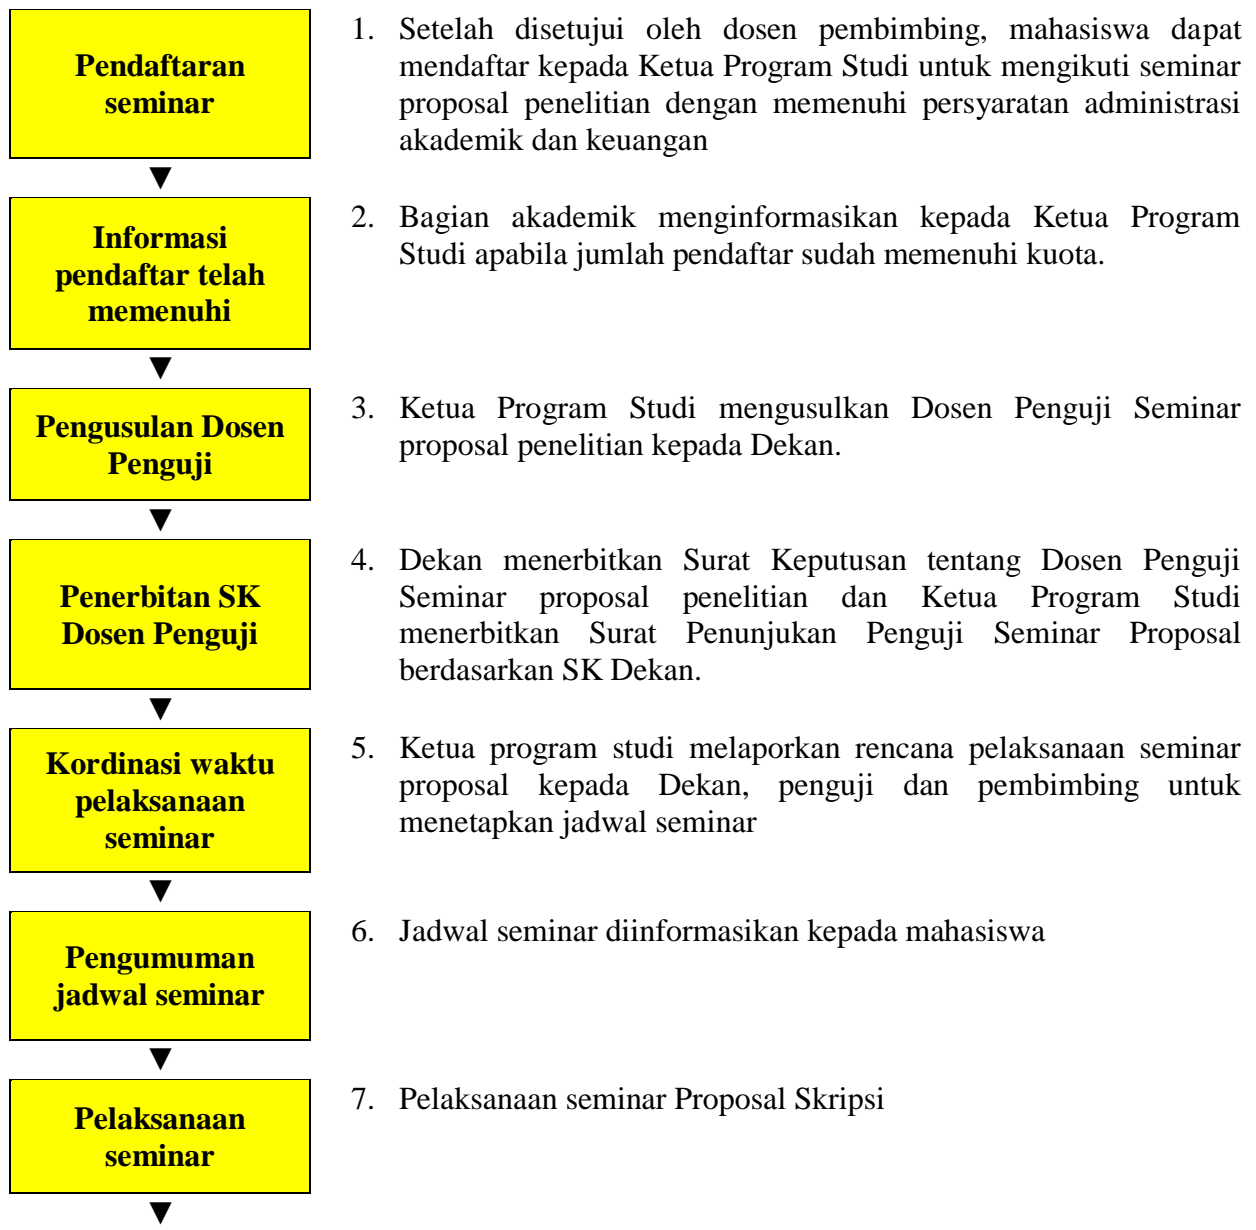 Pendaftaran
seminar
1. Setelah disetujui oleh dosen pembimbing, mahasiswa dapat
mendaftar kepada Ketua Program Studi untuk mengikuti seminar
proposal penelitian dengan memenuhi persyaratan administrasi
akademik dan keuangan
▼
Informasi
pendaftar telah
memenuhi
2. Bagian akademik menginformasikan kepada Ketua Program
Studi apabila jumlah pendaftar sudah memenuhi kuota.
▼
Pengusulan Dosen
Penguji
3. Ketua Program Studi mengusulkan Dosen Penguji Seminar
proposal penelitian kepada Dekan.
▼
Penerbitan SK
Dosen Penguji
4. Dekan menerbitkan Surat Keputusan tentang Dosen Penguji
Seminar proposal penelitian dan Ketua Program Studi
menerbitkan Surat Penunjukan Penguji Seminar Proposal
berdasarkan SK Dekan.
▼
Kordinasi waktu
pelaksanaan
seminar
5. Ketua program studi melaporkan rencana pelaksanaan seminar
proposal kepada Dekan, penguji dan pembimbing untuk
menetapkan jadwal seminar
▼
Pengumuman
jadwal seminar
6. Jadwal seminar diinformasikan kepada mahasiswa
▼
Pelaksanaan
seminar
7. Pelaksanaan seminar Proposal Skripsi
▼